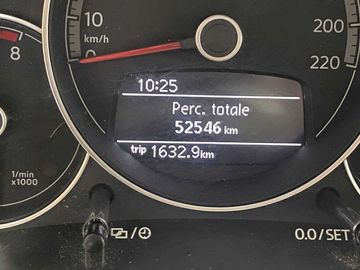 10
km/h
0
200
220
8
1/min
x1000
10:25
Perc. totale
52546 km
trip 1632.9km
0.0/SET